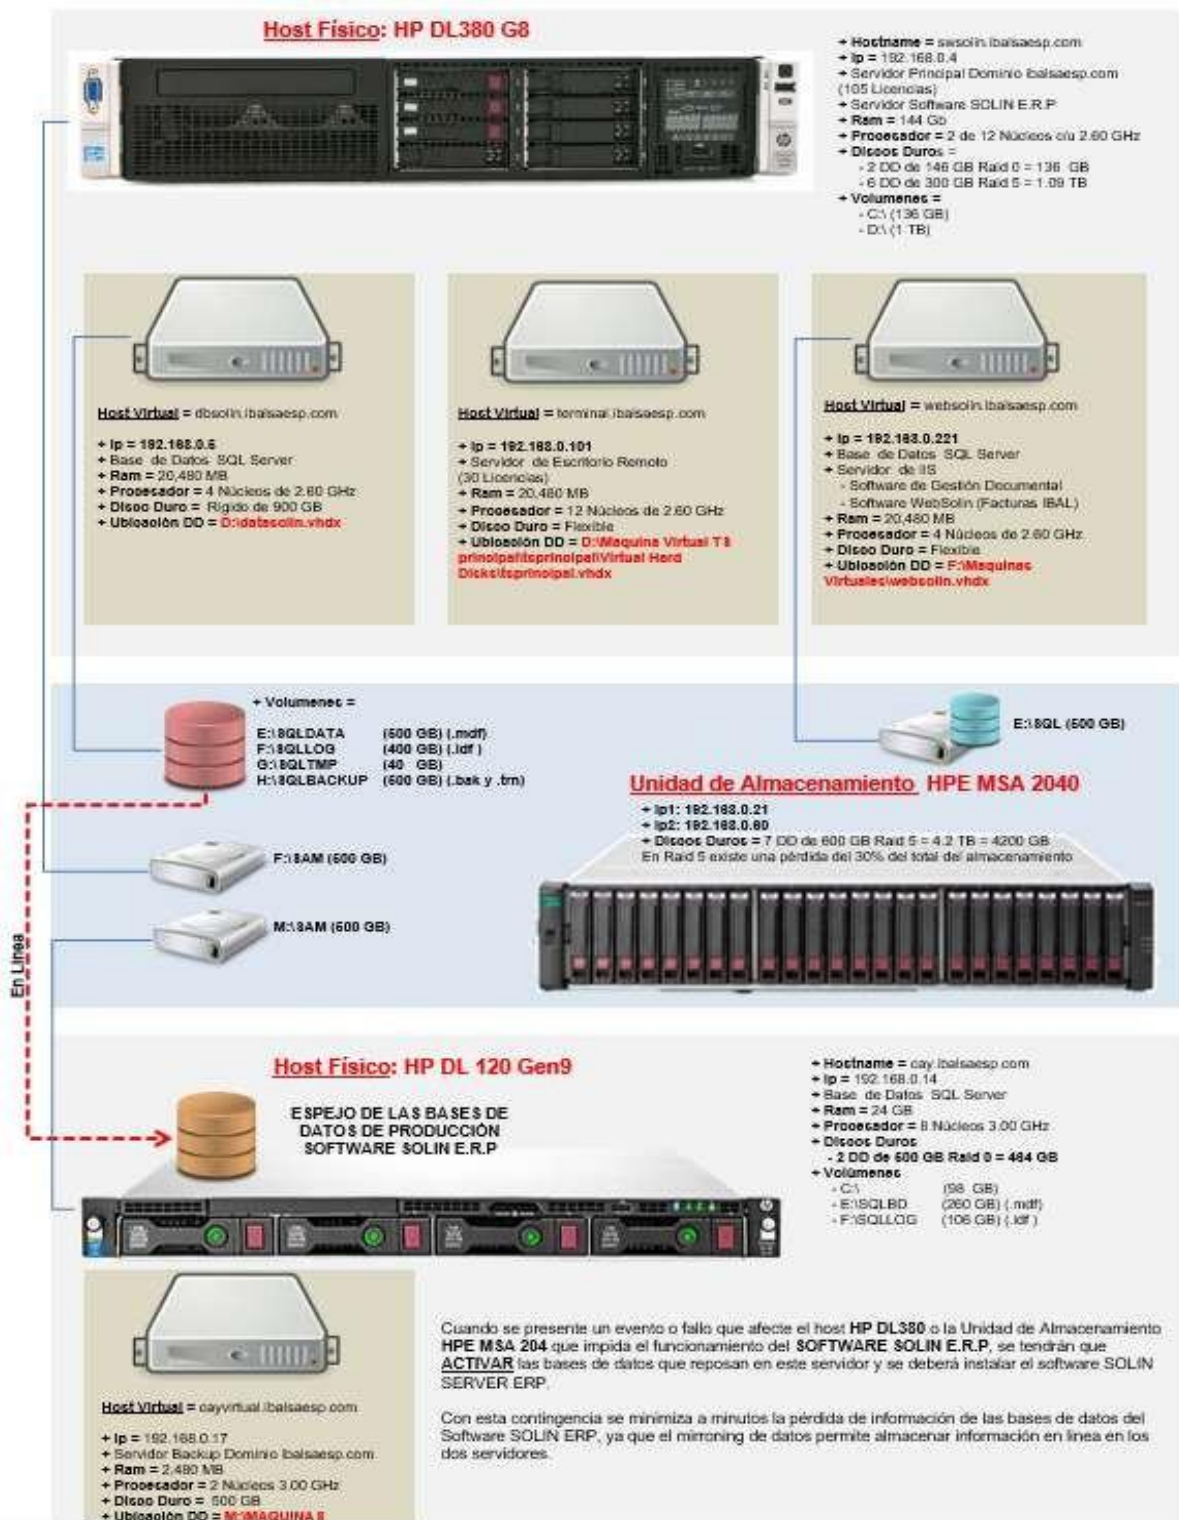 Host Físico: HP DL380 G8
+ Hostname = swsolin.ibalsaesp.com
+ Ip = 192.168.0.4
+ Servidor Principal Dominio ibalsaesp.com
(105 Licencias)
+ Servidor Software SOLIN E.R.P
+ Ram = 144 Gb
+ Procesador = 2 de 12 Núcleos c/u 2.60 GHz
+ Discos Duros =
- 2 DD de 146 GB Raid 0 = 136 GB
- 6 DD de 300 GB Raid 5 = 1.09 TB
+ Volumenes =
- C:\ (136 GB)
- D:\ (1 TB)
Host Virtual = dbsolin.ibalsaesp.com
+ Ip = 192.168.0.6
+ Base de Datos SQL Server
+ Ram = 20,480 MB
+ Procesador = 4 Núcleos de 2.60 GHz
+ Disco Duro = Rígido de 900 GB
+ Ubicación DD = D:\datasolin.vhdx
Host Virtual = terminal.ibalsaesp.com
+ Ip = 192.168.0.101
+ Servidor de Escritorio Remoto
(30 Licencias)
+ Ram = 20,480 MB
+ Procesador = 12 Núcleos de 2.60 GHz
+ Disco Duro = Flexible
+ Ubicación DD = D:\Maquina Virtual TS
principal\tsprincipal\Virtual Hard
Disks\tsprincipal.vhdx
Host Virtual = websolin.ibalsaesp.com
+ Ip = 192.168.0.221
+ Base de Datos SQL Server
+ Servidor de IIS
- Software de Gestión Documental
- Software WebSolin (Facturas IBAL)
+ Ram = 20,480 MB
+ Procesador = 4 Núcleos de 2.60 GHz
+ Disco Duro = Flexible
+ Ubicación DD = F:\Maquinas
Virtuales\websolin.vhdx
+ Volumenes =
E:\SQLDATA (500 GB) (.mdf)
F:\SQLLOG (400 GB) (.ldf )
G:\SQLTMP (40 GB)
H:\SQLBACKUP (600 GB) (.bak y .trn)
E:\SQL (500 GB)
Unidad de Almacenamiento HPE MSA 2040
+ Ip1: 192.168.0.21
+ Ip2: 192.168.0.60
+ Discos Duros = 7 DD de 600 GB Raid 5 = 4.2 TB = 4200 GB
En Raid 5 existe una pérdida del 30% del total del almacenamiento
F:\SAM (500 GB)
M:\SAM (500 GB)
En Línea
Host Físico: HP DL 120 Gen9
ESPEJO DE LAS BASES DE
DATOS DE PRODUCCIÓN
SOFTWARE SOLIN E.R.P
+ Hostname = cay.ibalsaesp.com
+ Ip = 192.168.0.14
+ Base de Datos SQL Server
+ Ram = 24 GB
+ Procesador = 8 Núcleos 3.00 GHz
+ Discos Duros
- 2 DD de 500 GB Raid 0 = 464 GB
+ Volúmenes
- C:\ (98 GB)
- E:\SQLBD (260 GB) (.mdf)
- F:\SQLLOG (106 GB) (.ldf )
Cuando se presente un evento o fallo que afecte el host HP DL380 o la Unidad de Almacenamiento
HPE MSA 204 que impida el funcionamiento del SOFTWARE SOLIN E.R.P, se tendrán que
ACTIVAR las bases de datos que reposan en este servidor y se deberá instalar el software SOLIN
SERVER ERP.
Con esta contingencia se minimiza a minutos la pérdida de información de las bases de datos del
Software SOLIN ERP, ya que el mirroning de datos permite almacenar información en linea en los
dos servidores.
Host Virtual = cayvirtual.ibalsaesp.com
+ Ip = 192.168.0.17
+ Servidor Backup Dominio ibalsaesp.com
+ Ram = 2,480 MB
+ Procesador = 2 Núcleos 3.00 GHz
+ Disco Duro = 500 GB
+ Ubicación DD = M:\MAQUINAS